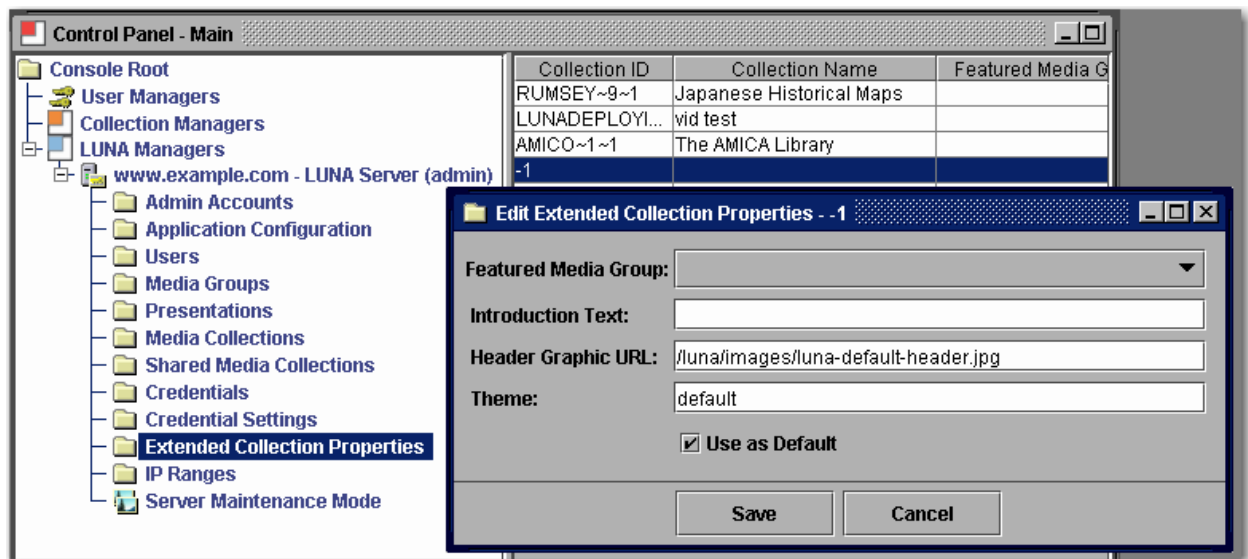 Control Panel - Main
Console Root
User Managers
Collection Managers
LUNA Managers
www.example.com - LUNA Server (admin)
Admin Accounts
Application Configuration
Users
Media Groups
Presentations
Media Collections
Shared Media Collections
Credentials
Credential Settings
Extended Collection Properties
IP Ranges
Server Maintenance Mode
Collection ID Collection Name Featured Media G
RUMSEY~9~1 Japanese Historical Maps
LUNADEPLOYI... vid test
AMICO~1~1 The AMICA Library
-1
Edit Extended Collection Properties - -1
Featured Media Group:
Introduction Text:
Header Graphic URL: /luna/images/luna-default-header.jpg
Theme: default
Use as Default
Save Cancel